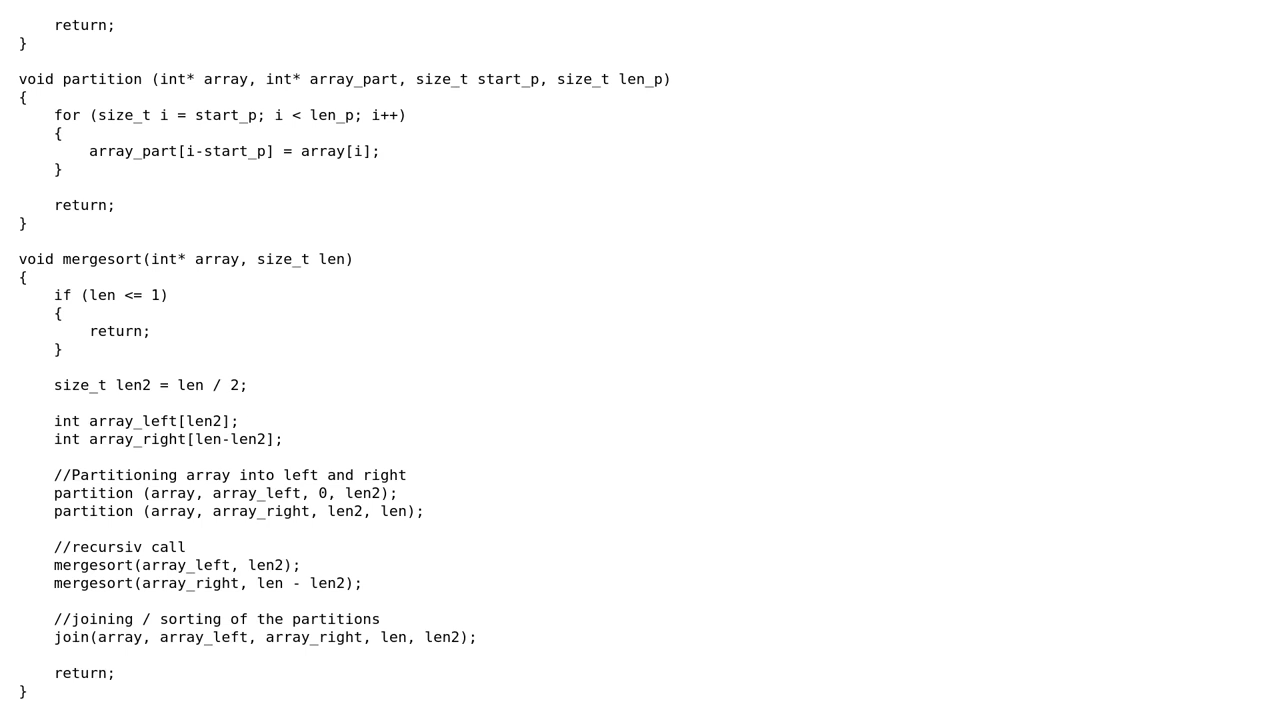 return;
}

void partition (int* array, int* array_part, size_t start_p, size_t len_p)
{
    for (size_t i = start_p; i < len_p; i++)
    {
        array_part[i-start_p] = array[i];
    }

    return;
}

void mergesort(int* array, size_t len)
{
    if (len <= 1)
    {
        return;
    }

    size_t len2 = len / 2;

    int array_left[len2];
    int array_right[len-len2];

    //Partitioning array into left and right
    partition (array, array_left, 0, len2);
    partition (array, array_right, len2, len);

    //recursiv call
    mergesort(array_left, len2);
    mergesort(array_right, len - len2);

    //joining / sorting of the partitions
    join(array, array_left, array_right, len, len2);

    return;
}